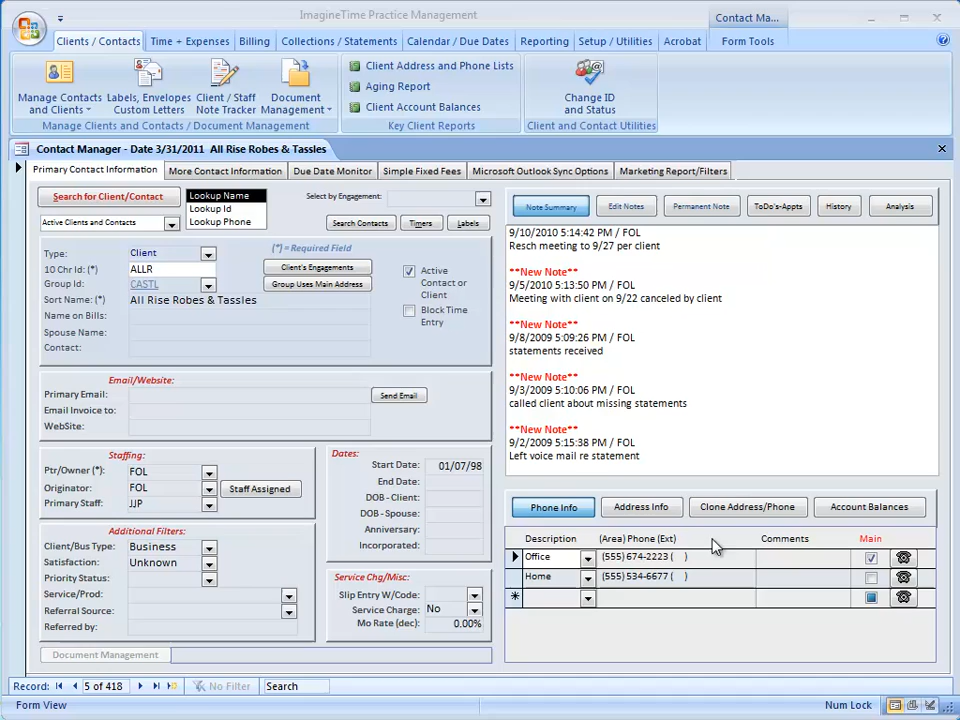 ImagineTime Practice Management
Contact Ma...
Clients / Contacts
Time + Expenses
Billing
Collections / Statements
Calendar / Due Dates
Reporting
Setup / Utilities
Acrobat
Form Tools
Manage Contacts and Clients
Labels, Envelopes Custom Letters
Client / Staff Note Tracker
Document Management
Client Address and Phone Lists
Aging Report
Client Account Balances
Change ID and Status
Manage Clients and Contacts / Document Management
Key Client Reports
Client and Contact Utilities
Contact Manager - Date 3/31/2011 All Rise Robes & Tassles
Primary Contact Information
More Contact Information
Due Date Monitor
Simple Fixed Fees
Microsoft Outlook Sync Options
Marketing Report/Filters
Search for Client/Contact
Lookup Name
Lookup Id
Lookup Phone
Select by Engagement:
Active Clients and Contacts
Search Contacts
Timers
Labels
Type: Client
(*) = Required Field
10 Chr Id: (*) ALLR
Client's Engagements
Group Id: CASTL
Group Uses Main Address
Sort Name: (*) All Rise Robes & Tassles
Name on Bills:
Spouse Name:
Contact:
Active Contact or Client
Block Time Entry
Email/Website:
Primary Email:
Send Email
Email Invoice to:
WebSite:
Staffing:
Ptr/Owner (*): FOL
Originator: FOL
Staff Assigned
Primary Staff: JJP
Additional Filters:
Client/Bus Type: Business
Satisfaction: Unknown
Priority Status:
Service/Prod:
Referral Source:
Referred by:
Dates:
Start Date: 01/07/98
End Date:
DOB - Client:
DOB - Spouse:
Anniversary:
Incorporated:
Service Chg/Misc:
Slip Entry W/Code:
Service Charge: No
Mo Rate (dec): 0.00%
Document Management
Note Summary
Edit Notes
Permanent Note
ToDo's-Appts
History
Analysis
9/10/2010 5:14:42 PM / FOL
Resch meeting to 9/27 per client
**New Note**
9/5/2010 5:13:50 PM / FOL
Meeting with client on 9/22 canceled by client
**New Note**
9/8/2009 5:09:26 PM / FOL
statements received
**New Note**
9/3/2009 5:10:06 PM / FOL
called client about missing statements
**New Note**
9/2/2009 5:15:38 PM / FOL
Left voice mail re statement
Phone Info
Address Info
Clone Address/Phone
Account Balances
Description (Area) Phone (Ext) Comments Main
Office (555) 674-2223 ( )
Home (555) 534-6677 ( )
*
Record: 5 of 418 No Filter Search
Form View
Num Lock